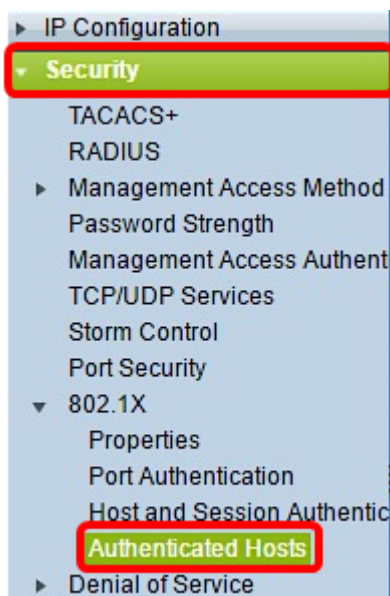 IP Configuration
Security
TACACS+
RADIUS
Management Access Method
Password Strength
Management Access Authent
TCP/UDP Services
Storm Control
Port Security
802.1X
Properties
Port Authentication
Host and Session Authentic
Authenticated Hosts
Denial of Service